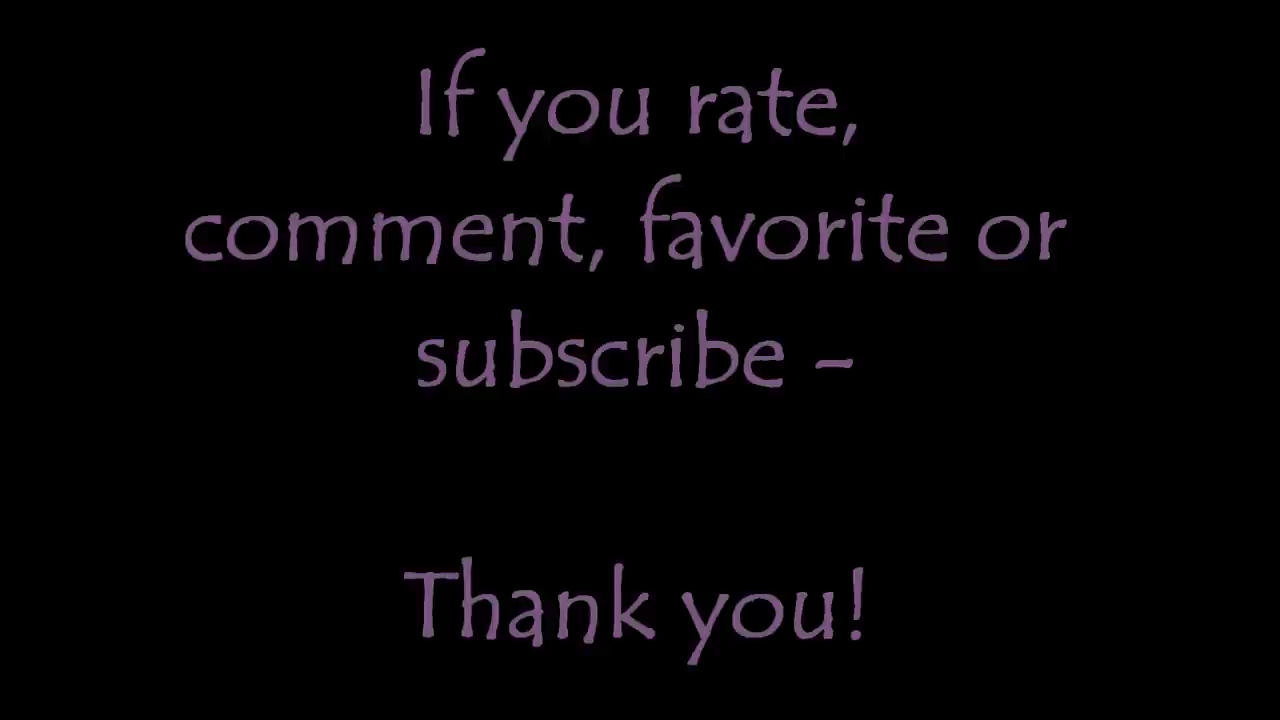 If you rate,
comment, favorite or
subscribe -
Thank you!